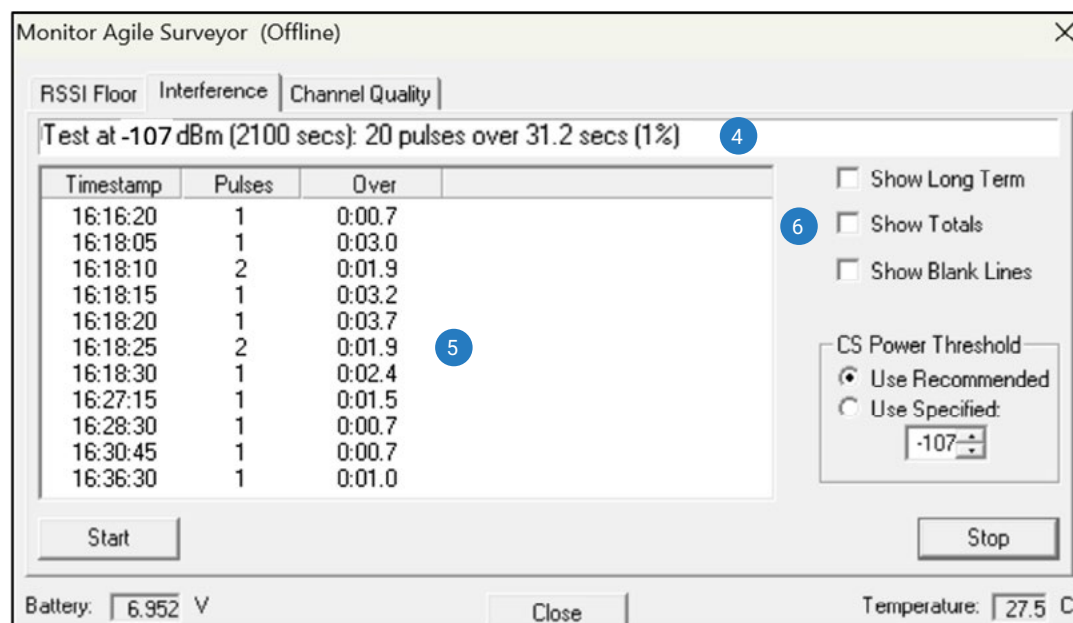 Monitor Agile Surveyor (Offline)
RSSI Floor Interference Channel Quality
Test at -107 dBm (2100 secs): 20 pulses over 31.2 secs (1%) 4
Timestamp Pulses Over
16:16:20 1 0:00.7
16:18:05 1 0:03.0
16:18:10 2 0:01.9
16:18:15 1 0:03.2
16:18:20 1 0:03.7
16:18:25 2 0:01.9
16:18:30 1 0:02.4
16:27:15 1 0:01.5
16:28:30 1 0:00.7
16:30:45 1 0:00.7
16:36:30 1 0:01.0
5
Show Long Term
6 Show Totals
Show Blank Lines
CS Power Threshold
Use Recommended
Use Specified:
-107
Start
Stop
Battery: 6.952 V
Close
Temperature: 27.5 C